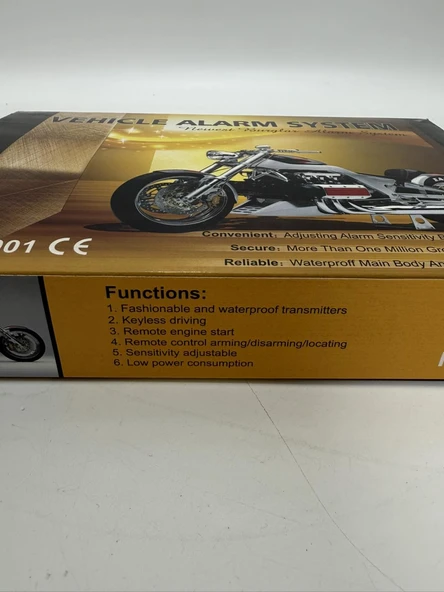 VEHICLE ALARM SYSTEM
Newest Burglar Alarm System
001 CE
Convenient: Adjusting Alarm Sensitivity
Secure: More Than One Million
Reliable: Waterproff Main Body
Functions:
1. Fashionable and waterproof transmitters
2. Keyless driving
3. Remote engine start
4. Remote control arming/disarming/locating
5. Sensitivity adjustable
6. Low power consumption